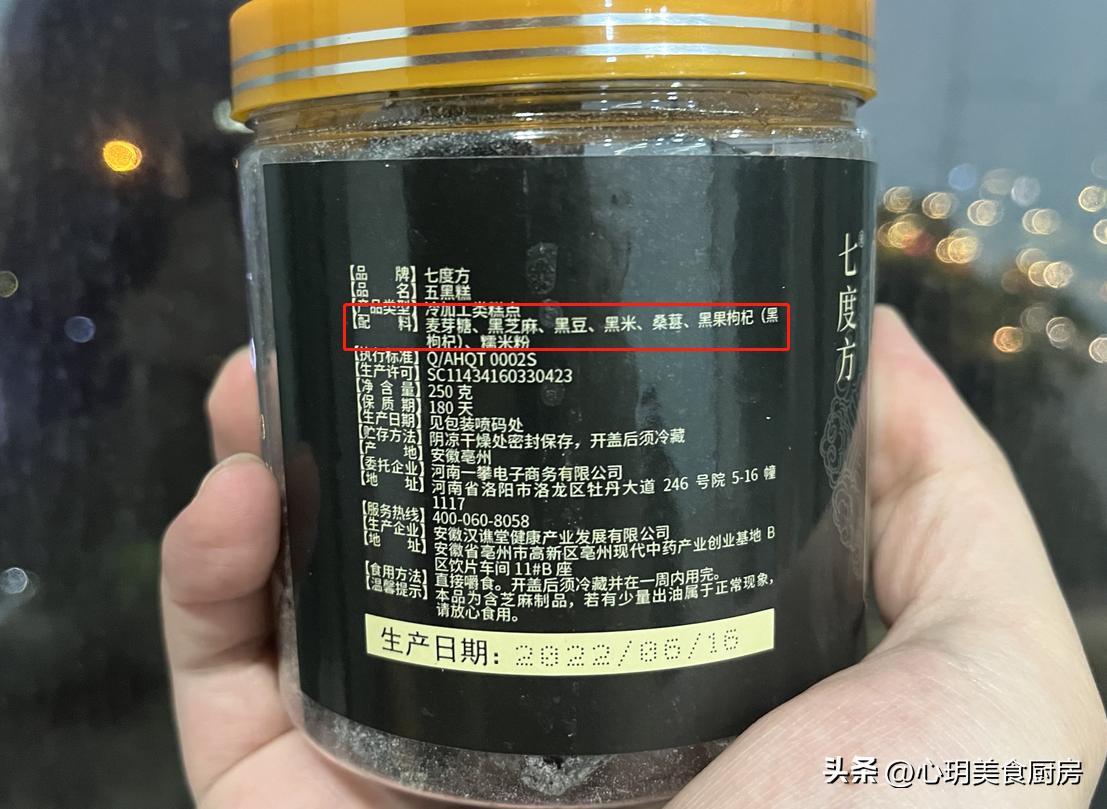 【品 牌】七度方
【品 名】五黑糕
【产品类型】冷加工类糕点
【配 料】麦芽糖、黑芝麻、黑豆、黑米、桑葚、黑果枸杞（黑
枸杞）、糯米粉
【执行标准】Q/AHQT 0002S
【生产许可】SC11434160330423
【净 含 量】250 克
【保 质 期】180 天
【生产日期】见包装喷码处
【贮存方法】阴凉干燥处密封保存，开盖后须冷藏
【产 地】安徽亳州
【委托企业】河南一攀电子商务有限公司
【地 址】河南省洛阳市洛龙区牡丹大道 246 号院 5-16 幢
1117
【服务热线】400-060-8058
【生产企业】安徽汉谯堂健康产业发展有限公司
【地 址】安徽省亳州市高新区亳州现代中药产业创业基地 B
区饮片车间 11#B 座
【食用方法】直接嚼食。开盖后须冷藏并在一周内用完。
【温馨提示】本品为含芝麻制品，若有少量出油属于正常现象，
请放心食用。
生产日期：2022/06/16
七度方
头条 @心玥美食厨房